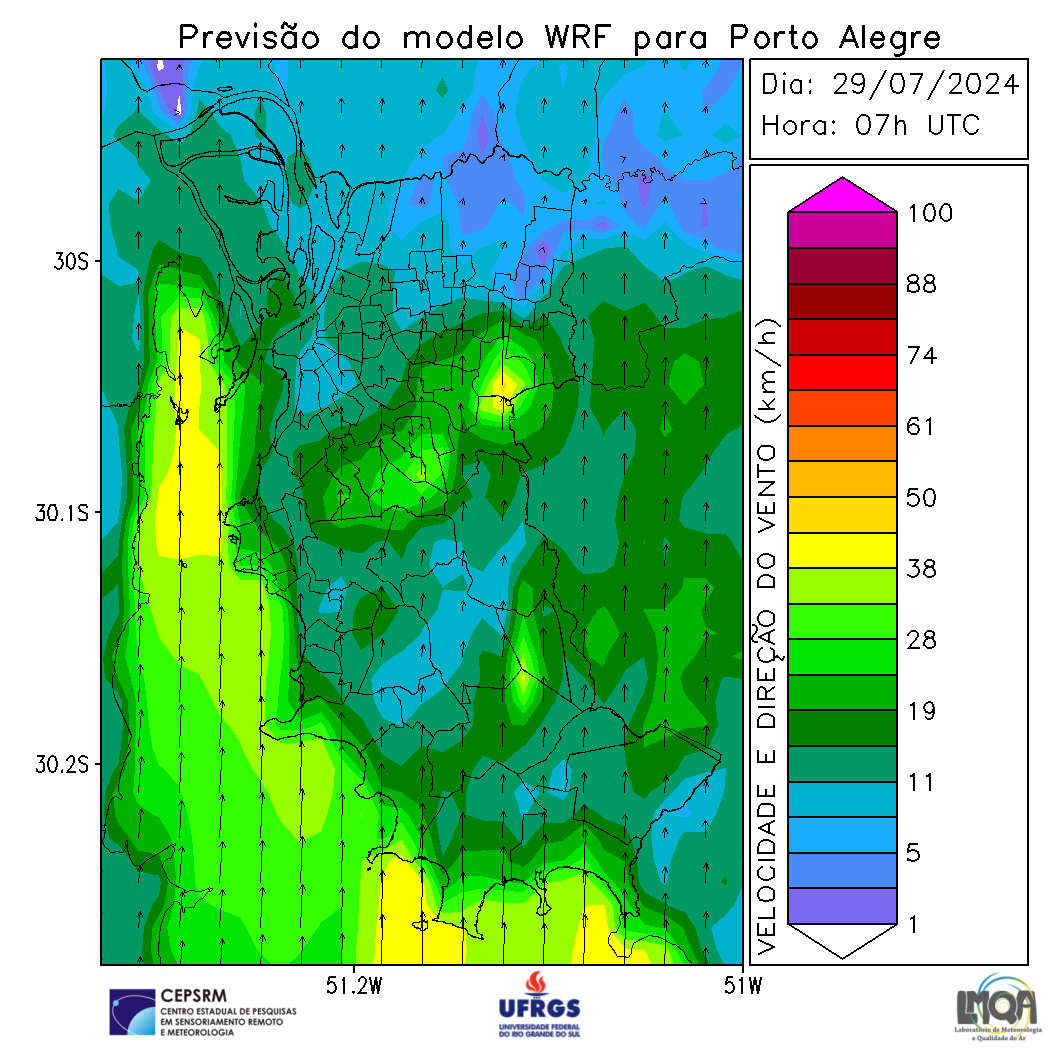 Previsão do modelo WRF para Porto Alegre
Dia: 29/07/2024
Hora: 07h UTC
30S
30.1S
30.2S
51.2W
51W
VELOCIDADE E DIREÇÃO DO VENTO (km/h)
100
88
74
61
50
38
28
19
11
5
1
CEPSRM
CENTRO ESTADUAL DE PESQUISAS
EM SENSORIAMENTO REMOTO
E METEOROLOGIA
UFRGS
UNIVERSIDADE FEDERAL
DO RIO GRANDE DO SUL
LMQA
Laboratório de Meteorologia
e Qualidade do Ar